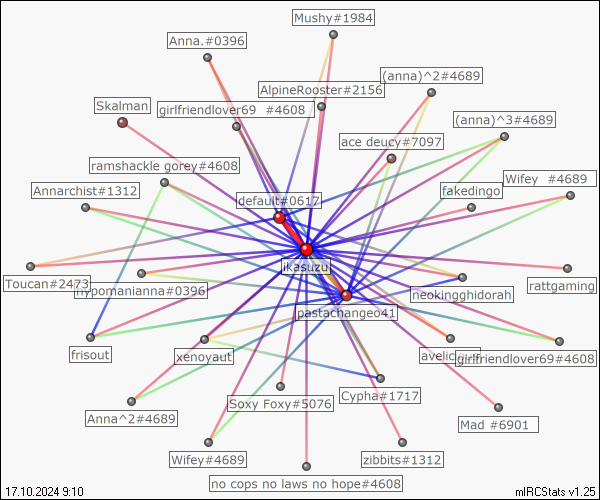 Mushy#1984
Anna.#0396
(anna)^2#4689
AlpineRooster#2156
Skalman
girlfriendlover69 #4608
(anna)^3#4689
ace deucy#7097
ramshackle gorey#4608
Wifey #4689
Annarchist#1312
fakedingo
default#0617
ikasuzu
Toucan#2473
hypomanianna#0396
rattgaming
neokingghidorah
pastachangeo41
frisout
xenoyaut
girlfriendlover69#4608
Cypha#1717
Soxy Foxy#5076
Anna^2#4689
Mad #6901
Wifey#4689
zibbits#1312
no cops no laws no hope#4608
17.10.2024 9:10
mIRCStats v1.25